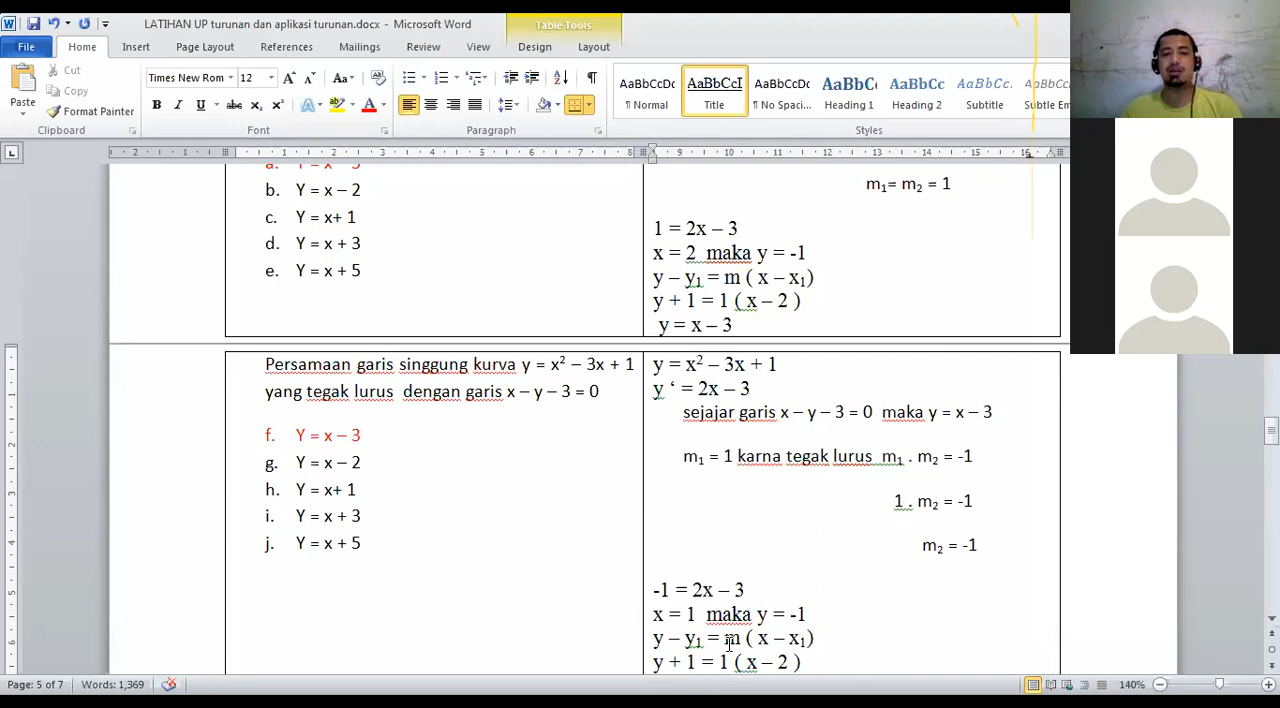 LATIHAN UP turunan dan aplikasi turunan.docx - Microsoft Word
Table Tools
File Home Insert Page Layout References Mailings Review View Design Layout
Cut
Copy
Format Painter
Paste
Clipboard
Times New Rom 12
Font
Paragraph
AaBbCcDc AaBbCcI AaBbCcDc AaBbC AaBbCc AaBbCcDc
¶ Normal Title ¶ No Spaci... Heading 1 Heading 2 Subtitle
Styles
a. Y = x – 3
b. Y = x – 2
c. Y = x+ 1
d. Y = x + 3
e. Y = x + 5
m₁= m₂ = 1
1 = 2x – 3
x = 2 maka y = -1
y – y₁ = m ( x – x₁)
y + 1 = 1 ( x – 2 )
y = x – 3
Persamaan garis singgung kurva y = x² – 3x + 1
yang tegak lurus dengan garis x – y – 3 = 0
f. Y = x – 3
g. Y = x – 2
h. Y = x+ 1
i. Y = x + 3
j. Y = x + 5
y = x² – 3x + 1
y ‘ = 2x – 3
sejajar garis x – y – 3 = 0 maka y = x – 3
m₁ = 1 karna tegak lurus m₁ . m₂ = -1
1 . m₂ = -1
m₂ = -1
-1 = 2x – 3
x = 1 maka y = -1
y – y₁ = m ( x – x₁)
y + 1 = 1 ( x – 2 )
Page: 5 of 7 Words: 1,369 140%